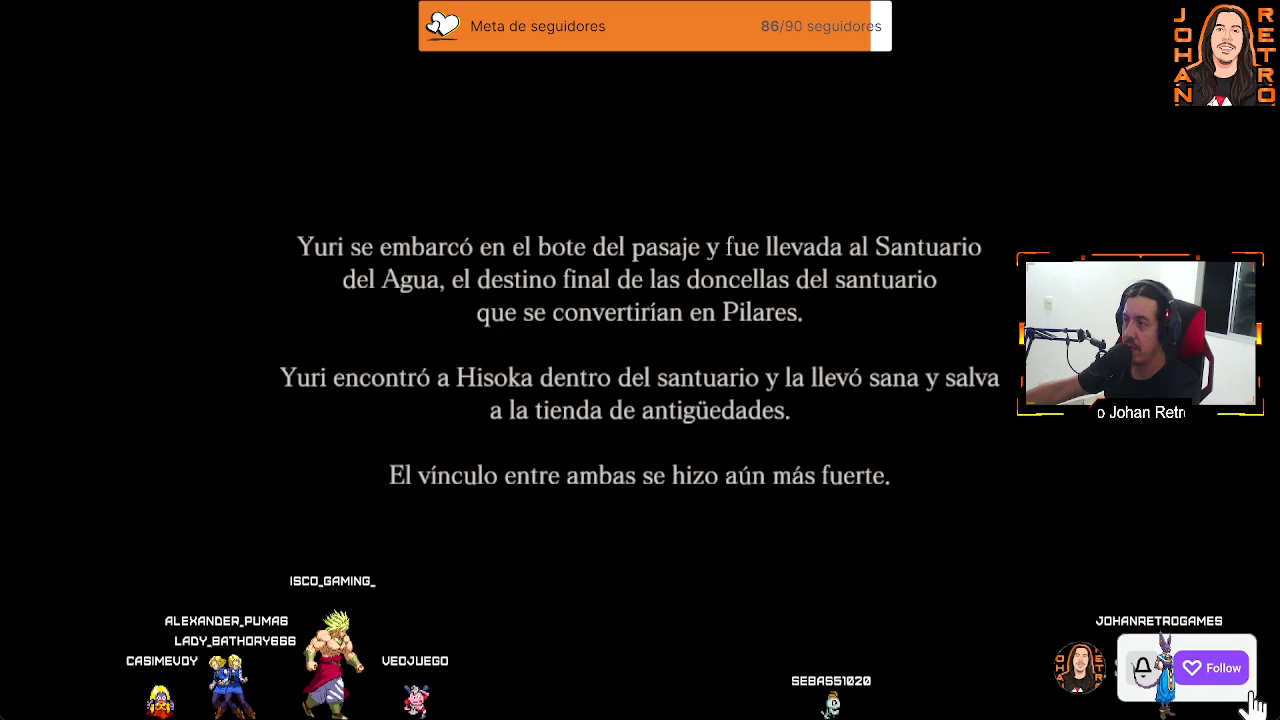 Meta de seguidores
86/90 seguidores
JOHAN
RETRO
Yuri se embarcó en el bote del pasaje y fue llevada al Santuario
del Agua, el destino final de las doncellas del santuario
que se convertirían en Pilares.
Yuri encontró a Hisoka dentro del santuario y la llevó sana y salva
a la tienda de antigüedades.
El vínculo entre ambas se hizo aún más fuerte.
o Johan Retr
ISCO_GAMING_
ALEXANDER_PUMAS
LADY_BATHORY666
CASIMEVOY
VEOJUEGO
SEBAS51020
JOHANRETROGAMES
JOHAN
RETRO
Follow